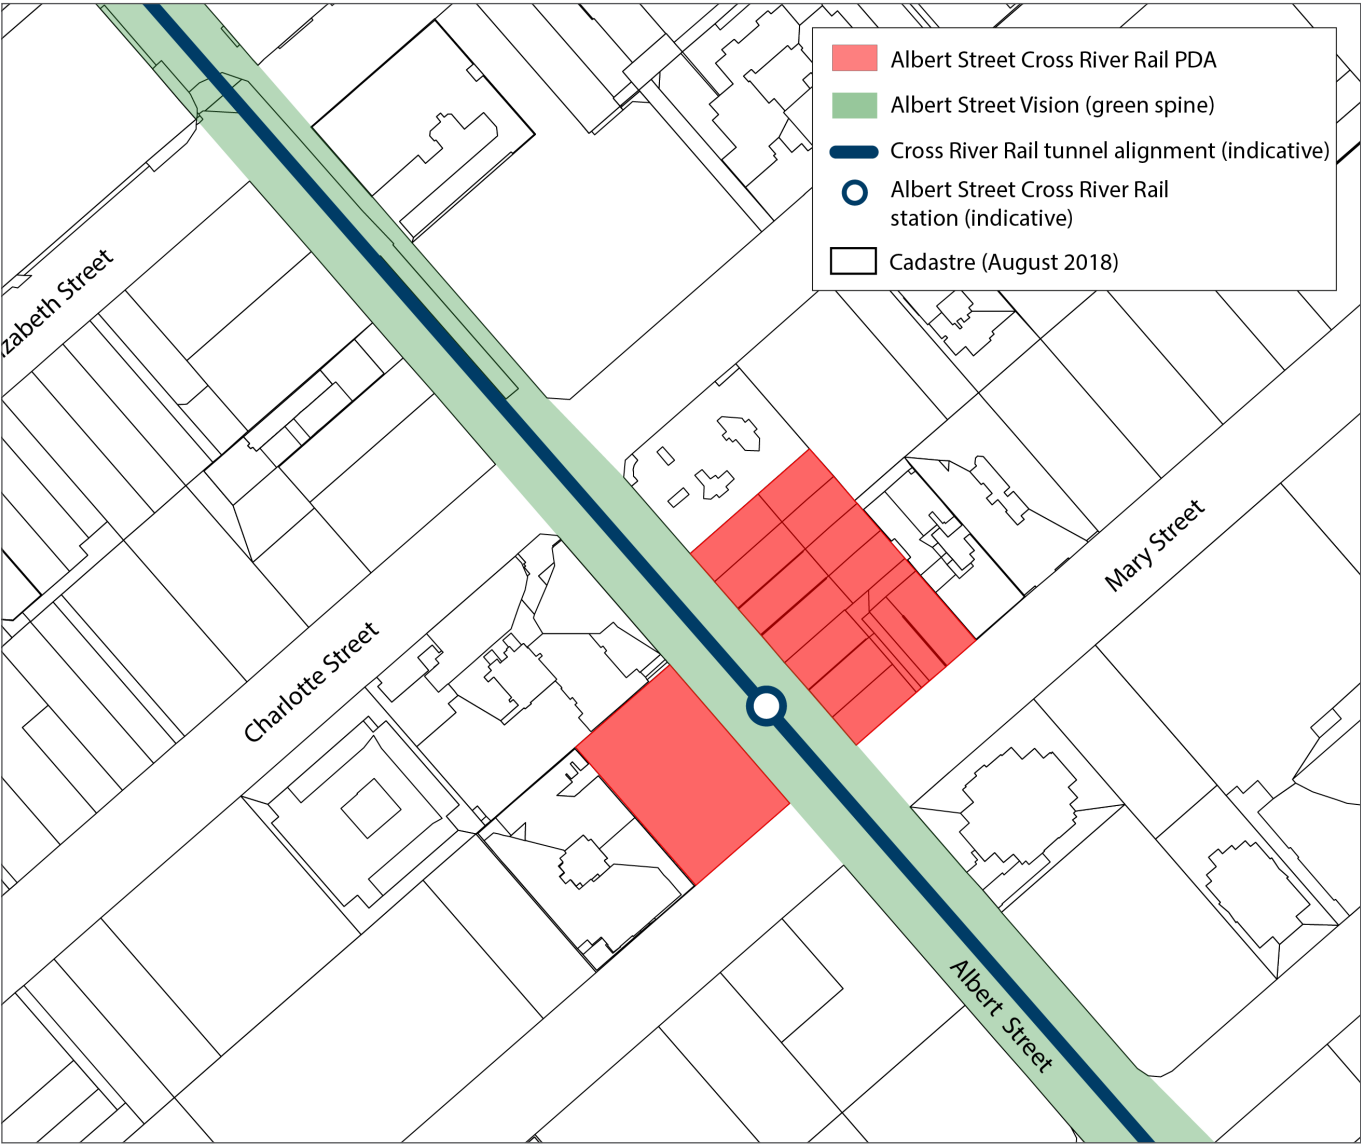 Albert Street Cross River Rail PDA
Albert Street Vision (green spine)
Cross River Rail tunnel alignment (indicative)
Albert Street Cross River Rail
station (indicative)
Cadastre (August 2018)
zabeth Street
Mary Street
Charlotte Street
Albert Street